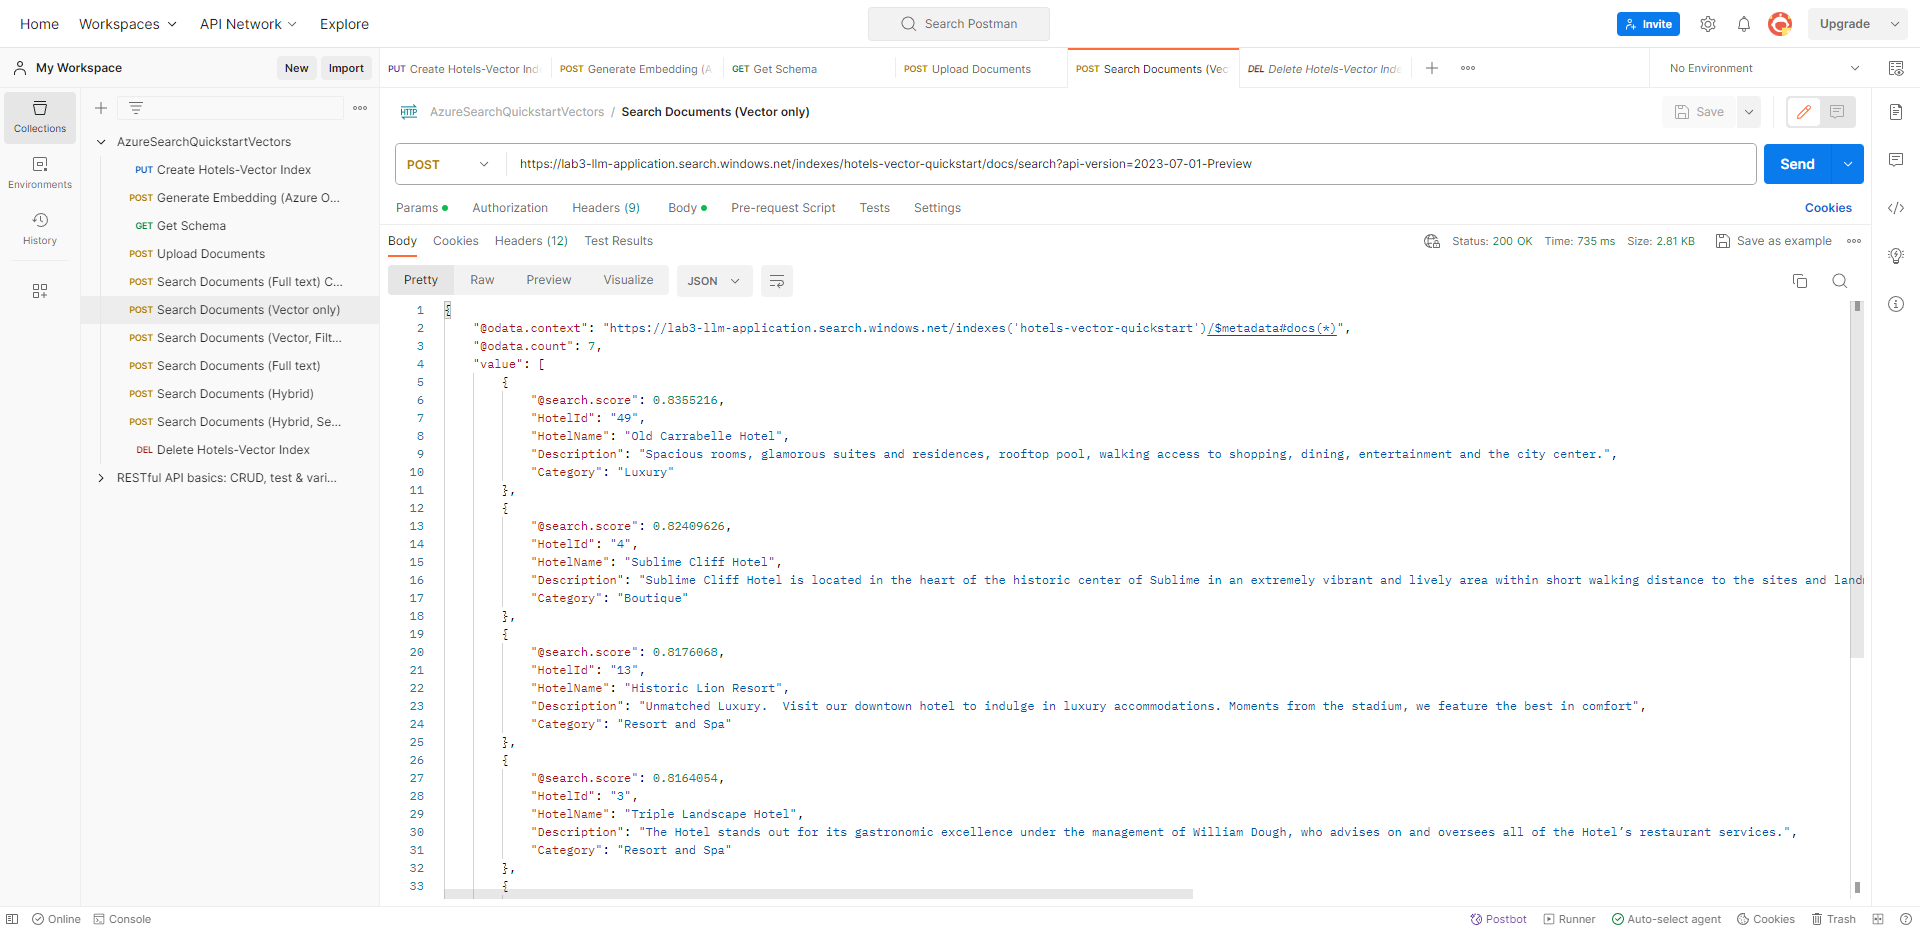 Home Workspaces API Network Explore Search Postman Invite Upgrade
My Workspace New Import
PUT Create Hotels-Vector Ind POST Generate Embedding (A GET Get Schema POST Upload Documents POST Search Documents (Vec DEL Delete Hotels-Vector Inde No Environment
Collections
Environments
History
AzureSearchQuickstartVectors
PUT Create Hotels-Vector Index
POST Generate Embedding (Azure O...
GET Get Schema
POST Upload Documents
POST Search Documents (Full text) C...
POST Search Documents (Vector only)
POST Search Documents (Vector, Filt...
POST Search Documents (Full text)
POST Search Documents (Hybrid)
POST Search Documents (Hybrid, Se...
DEL Delete Hotels-Vector Index
RESTful API basics: CRUD, test & vari...
HTTP AzureSearchQuickstartVectors / Search Documents (Vector only) Save
POST https://lab3-llm-application.search.windows.net/indexes/hotels-vector-quickstart/docs/search?api-version=2023-07-01-Preview Send
Params Authorization Headers (9) Body Pre-request Script Tests Settings Cookies
Body Cookies Headers (12) Test Results Status: 200 OK Time: 735 ms Size: 2.81 KB Save as example
Pretty Raw Preview Visualize JSON
1 {
2 "@odata.context": "https://lab3-llm-application.search.windows.net/indexes('hotels-vector-quickstart')/$metadata#docs(*)",
3 "@odata.count": 7,
4 "value": [
5 {
6 "@search.score": 0.8355216,
7 "HotelId": "49",
8 "HotelName": "Old Carrabelle Hotel",
9 "Description": "Spacious rooms, glamorous suites and residences, rooftop pool, walking access to shopping, dining, entertainment and the city center.",
10 "Category": "Luxury"
11 },
12 {
13 "@search.score": 0.82409626,
14 "HotelId": "4",
15 "HotelName": "Sublime Cliff Hotel",
16 "Description": "Sublime Cliff Hotel is located in the heart of the historic center of Sublime in an extremely vibrant and lively area within short walking distance to the sites and land
17 "Category": "Boutique"
18 },
19 {
20 "@search.score": 0.8176068,
21 "HotelId": "13",
22 "HotelName": "Historic Lion Resort",
23 "Description": "Unmatched Luxury.  Visit our downtown hotel to indulge in luxury accommodations. Moments from the stadium, we feature the best in comfort",
24 "Category": "Resort and Spa"
25 },
26 {
27 "@search.score": 0.8164054,
28 "HotelId": "3",
29 "HotelName": "Triple Landscape Hotel",
30 "Description": "The Hotel stands out for its gastronomic excellence under the management of William Dough, who advises on and oversees all of the Hotel's restaurant services.",
31 "Category": "Resort and Spa"
32 },
33 {
Online Console Postbot Runner Auto-select agent Cookies Trash